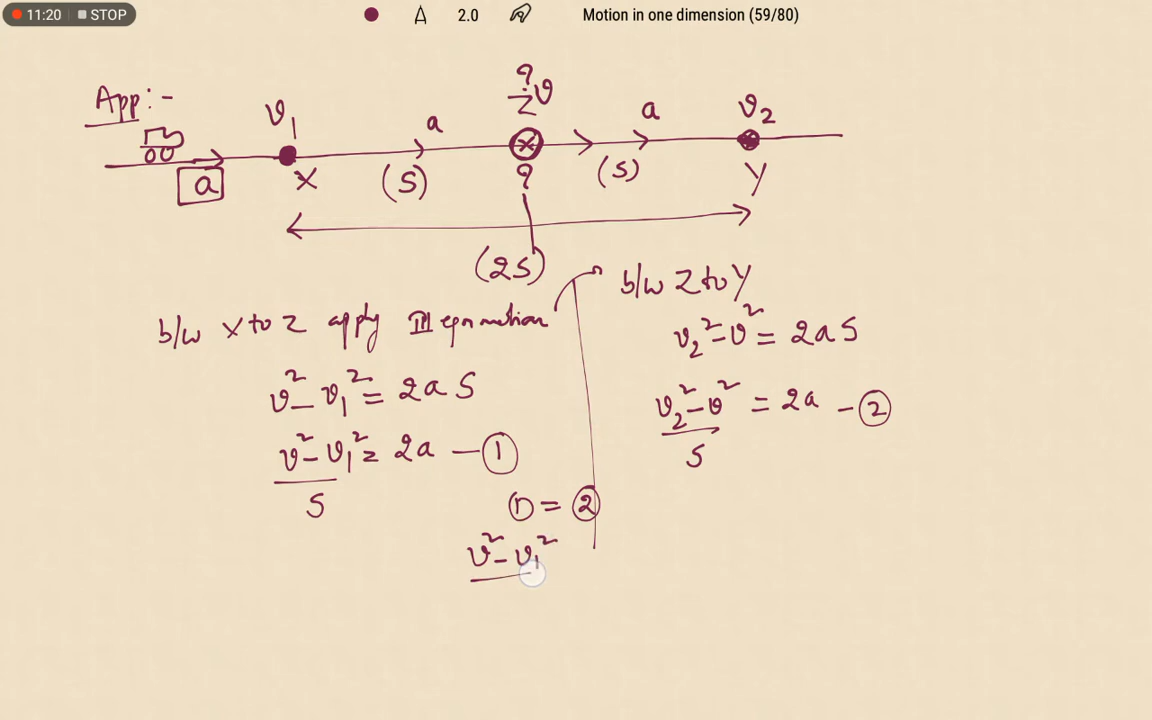 11:20 STOP 2.0 Motion in one dimension (59/80)
App:-
v₁ a ? Z v a v₂
a X (S) ? (S) Y
(2S)
b/w X to Z apply III eqn motion
v² - v₁² = 2aS
v² - v₁² / S = 2a — ①
b/w Z to Y
v₂² - v² = 2aS
v₂² - v² / S = 2a - ②
① = ②
v² - v₁²